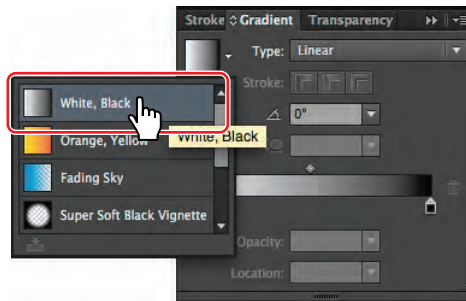 Stroke Gradient Transparency
Type: Linear
Stroke:
0°
White, Black
White, Black
Orange, Yellow
Fading Sky
Super Soft Black Vignette
Opacity:
Location: